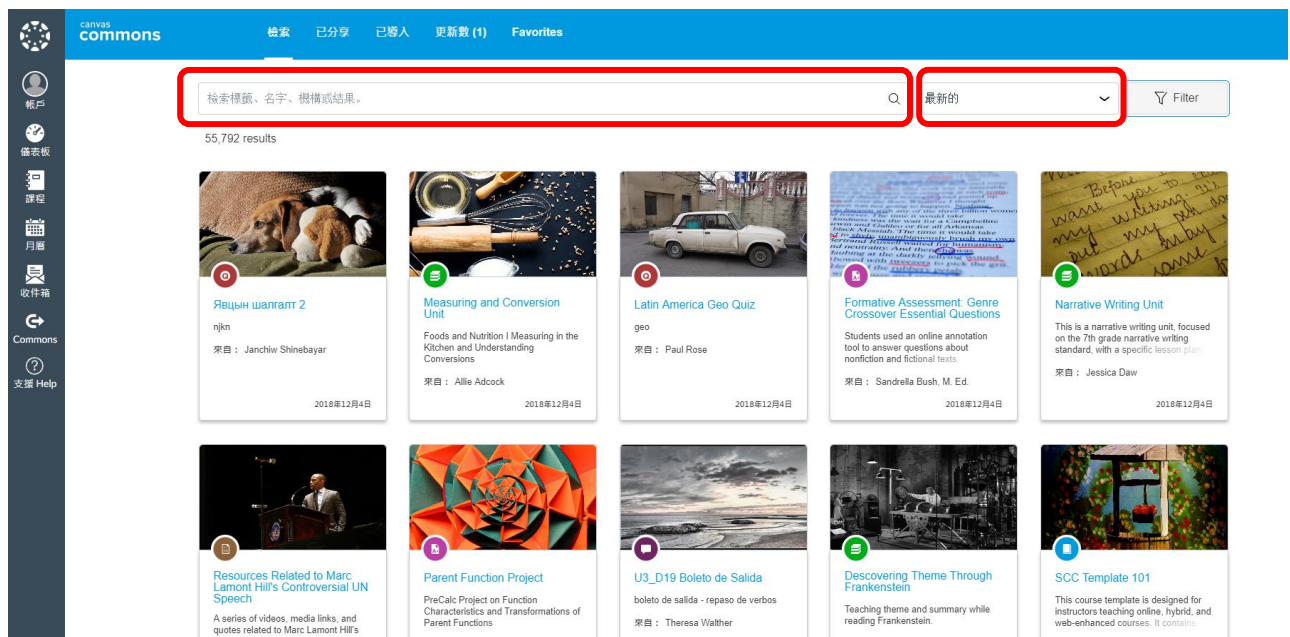 canvas
commons
檢索 已分享 已導入 更新數 (1) Favorites
帳戶
儀表板
課程
月曆
收件箱
Commons
支援 Help
檢索標籤、名字、機構或結果。
最新的
Filter
55,792 results
Явцын шалгалт 2
njkn
來自： Janchiw Shinebayar
2018年12月4日
Measuring and Conversion
Unit
Foods and Nutrition I Measuring in the
Kitchen and Understanding
Conversions
來自： Allie Adcock
2018年12月4日
Latin America Geo Quiz
geo
來自： Paul Rose
2018年12月4日
Formative Assessment: Genre
Crossover Essential Questions
Students used an online annotation
tool to answer questions about
nonfiction and fictional texts.
來自： Sandrella Bush, M. Ed.
2018年12月4日
Before you to
want writing
my my
put my
words same
Narrative Writing Unit
This is a narrative writing unit, focused
on the 7th grade narrative writing
standard, with a specific lesson plan
來自： Jessica Daw
2018年12月4日
Resources Related to Marc
Lamont Hill's Controversial UN
Speech
A series of videos, media links, and
quotes related to Marc Lamont Hill's
Parent Function Project
PreCalc Project on Function
Characteristics and Transformations of
Parent Functions
U3_D19 Boleto de Salida
boleto de salida - repaso de verbos
來自： Theresa Walther
Descovering Theme Through
Frankenstein
Teaching theme and summary while
reading Frankenstein.
SCC Template 101
This course template is designed for
instructors teaching online, hybrid, and
web-enhanced courses. It contains